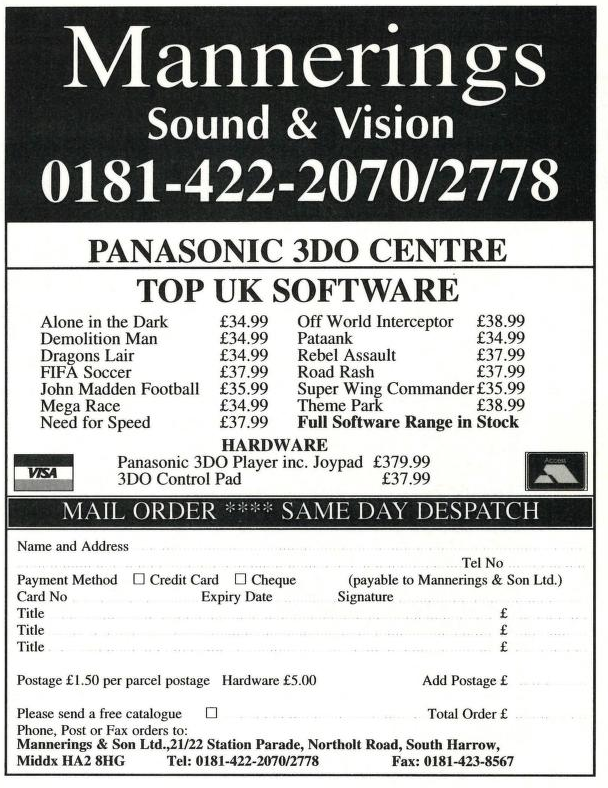 Mannerings
Sound & Vision
0181-422-2070/2778
PANASONIC 3DO CENTRE
TOP UK SOFTWARE
Alone in the Dark £34.99 Off World Interceptor £38.99
Demolition Man £34.99 Pataank £34.99
Dragons Lair £34.99 Rebel Assault £37.99
FIFA Soccer £37.99 Road Rash £37.99
John Madden Football £35.99 Super Wing Commander £35.99
Mega Race £34.99 Theme Park £38.99
Need for Speed £37.99 Full Software Range in Stock
HARDWARE
VISA Panasonic 3DO Player inc. Joypad £379.99 Access
3DO Control Pad £37.99
MAIL ORDER **** SAME DAY DESPATCH
Name and Address
Tel No
Payment Method ☐ Credit Card ☐ Cheque (payable to Mannerings & Son Ltd.)
Card No Expiry Date Signature
Title £
Title £
Title £
Postage £1.50 per parcel postage Hardware £5.00 Add Postage £
Please send a free catalogue ☐ Total Order £
Phone, Post or Fax orders to:
Mannerings & Son Ltd.,21/22 Station Parade, Northolt Road, South Harrow,
Middx HA2 8HG Tel: 0181-422-2070/2778 Fax: 0181-423-8567